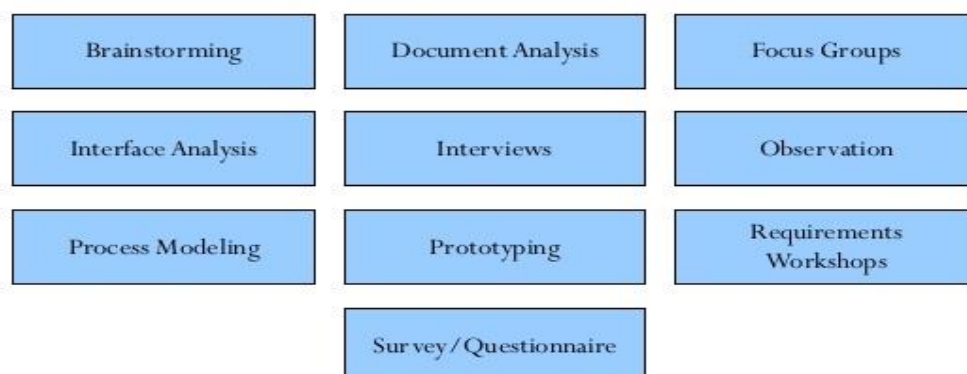 Brainstorming
Document Analysis
Focus Groups
Interface Analysis
Interviews
Observation
Process Modeling
Prototyping
Requirements
Workshops
Survey/Questionnaire